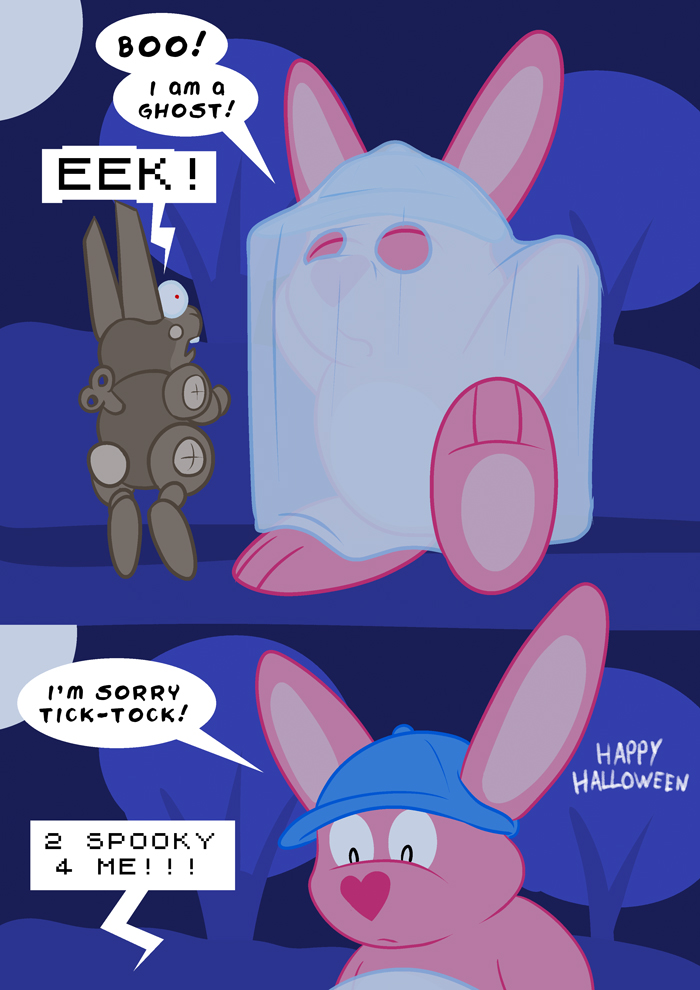 BOO!
I am a
GHOST!
EEK!
I'M SORRY
TICK-TOCK!
HAPPY
HALLOWEEN
2 SPOOKY
4 ME!!!